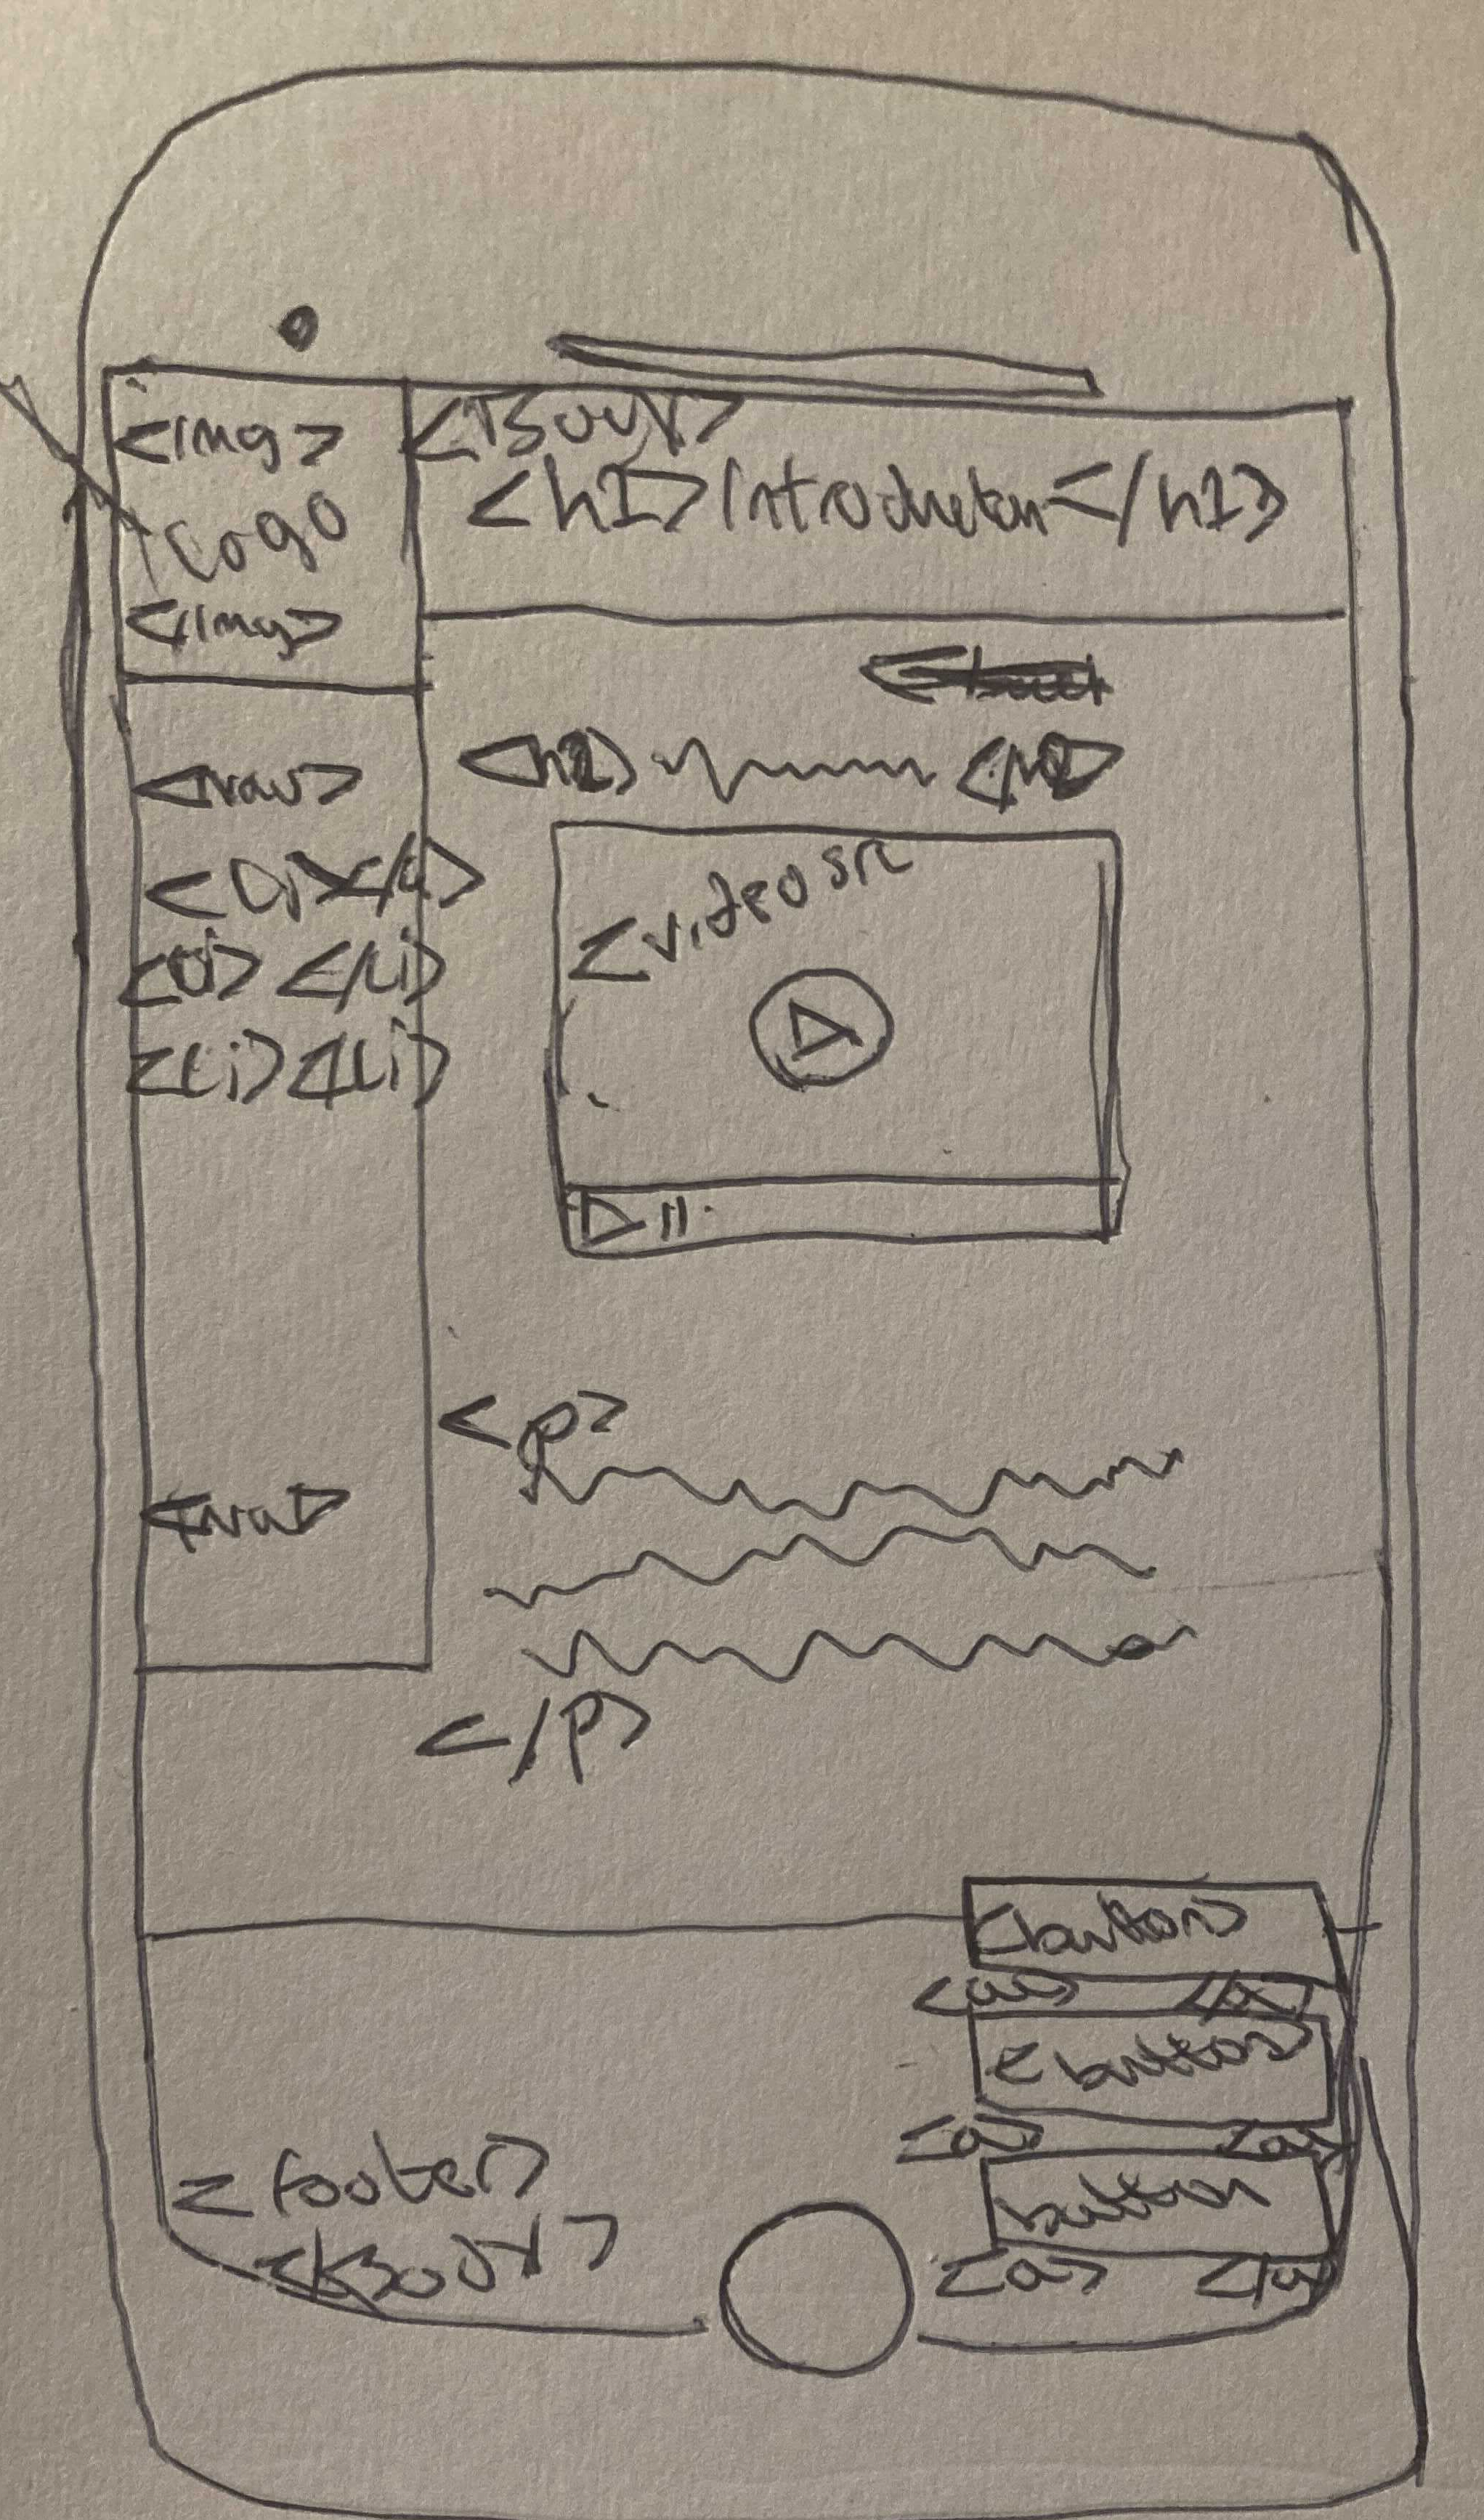 <img>
Logo
</img>
<Body>
<h1>Introduction</h1>
<nav>
<Li></Li>
<Li></Li>
<Li></Li>
<h2> </h2>
<video src
<p>
</p>
<button>
<a> </a>
<button>
<a> <a>
button
<a> </a
<footer>
<Body>